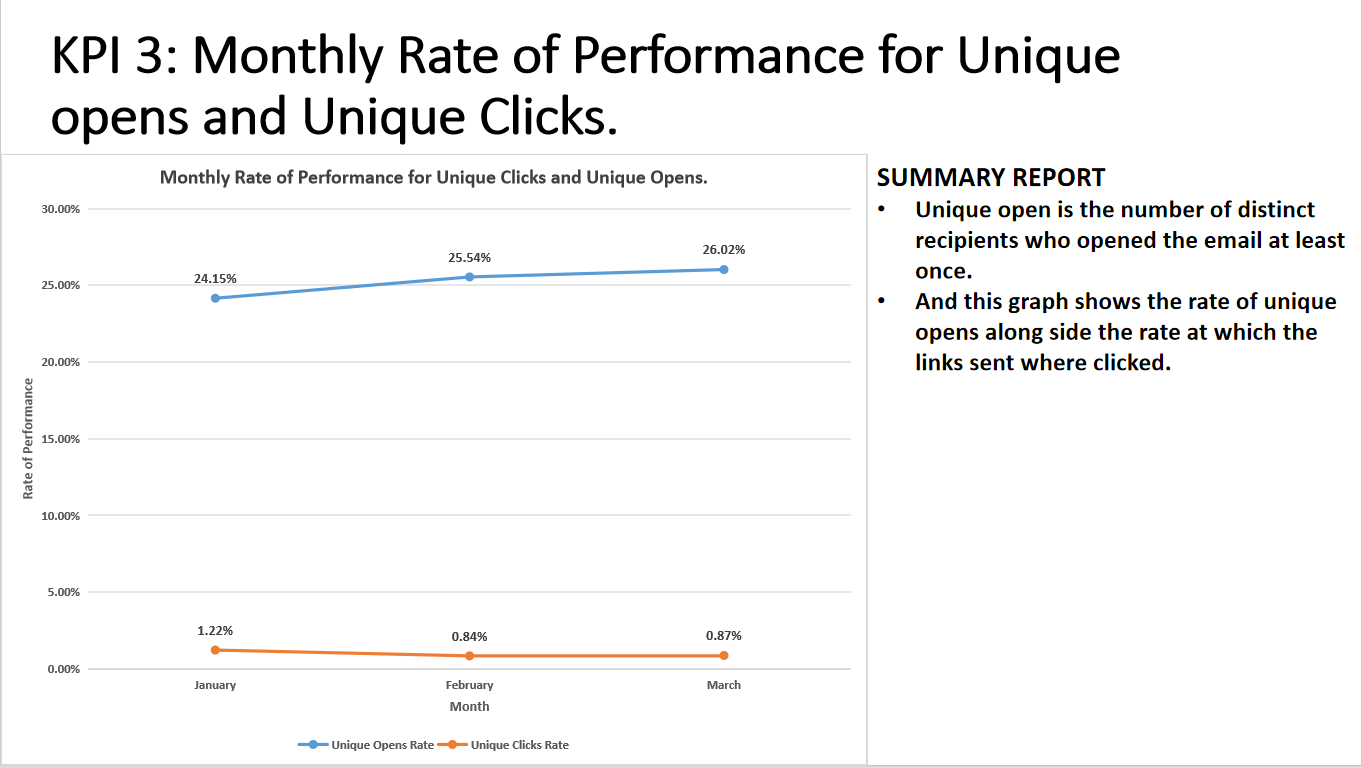 KPI 3: Monthly Rate of Performance for Unique
opens and Unique Clicks.
Monthly Rate of Performance for Unique Clicks and Unique Opens.
30.00%
25.00%
20.00%
15.00%
10.00%
5.00%
0.00%
Rate of Performance
24.15%
25.54%
26.02%
1.22%
0.84%
0.87%
January
February
March
Month
Unique Opens Rate
Unique Clicks Rate
SUMMARY REPORT
• Unique open is the number of distinct
recipients who opened the email at least
once.
• And this graph shows the rate of unique
opens along side the rate at which the
links sent where clicked.